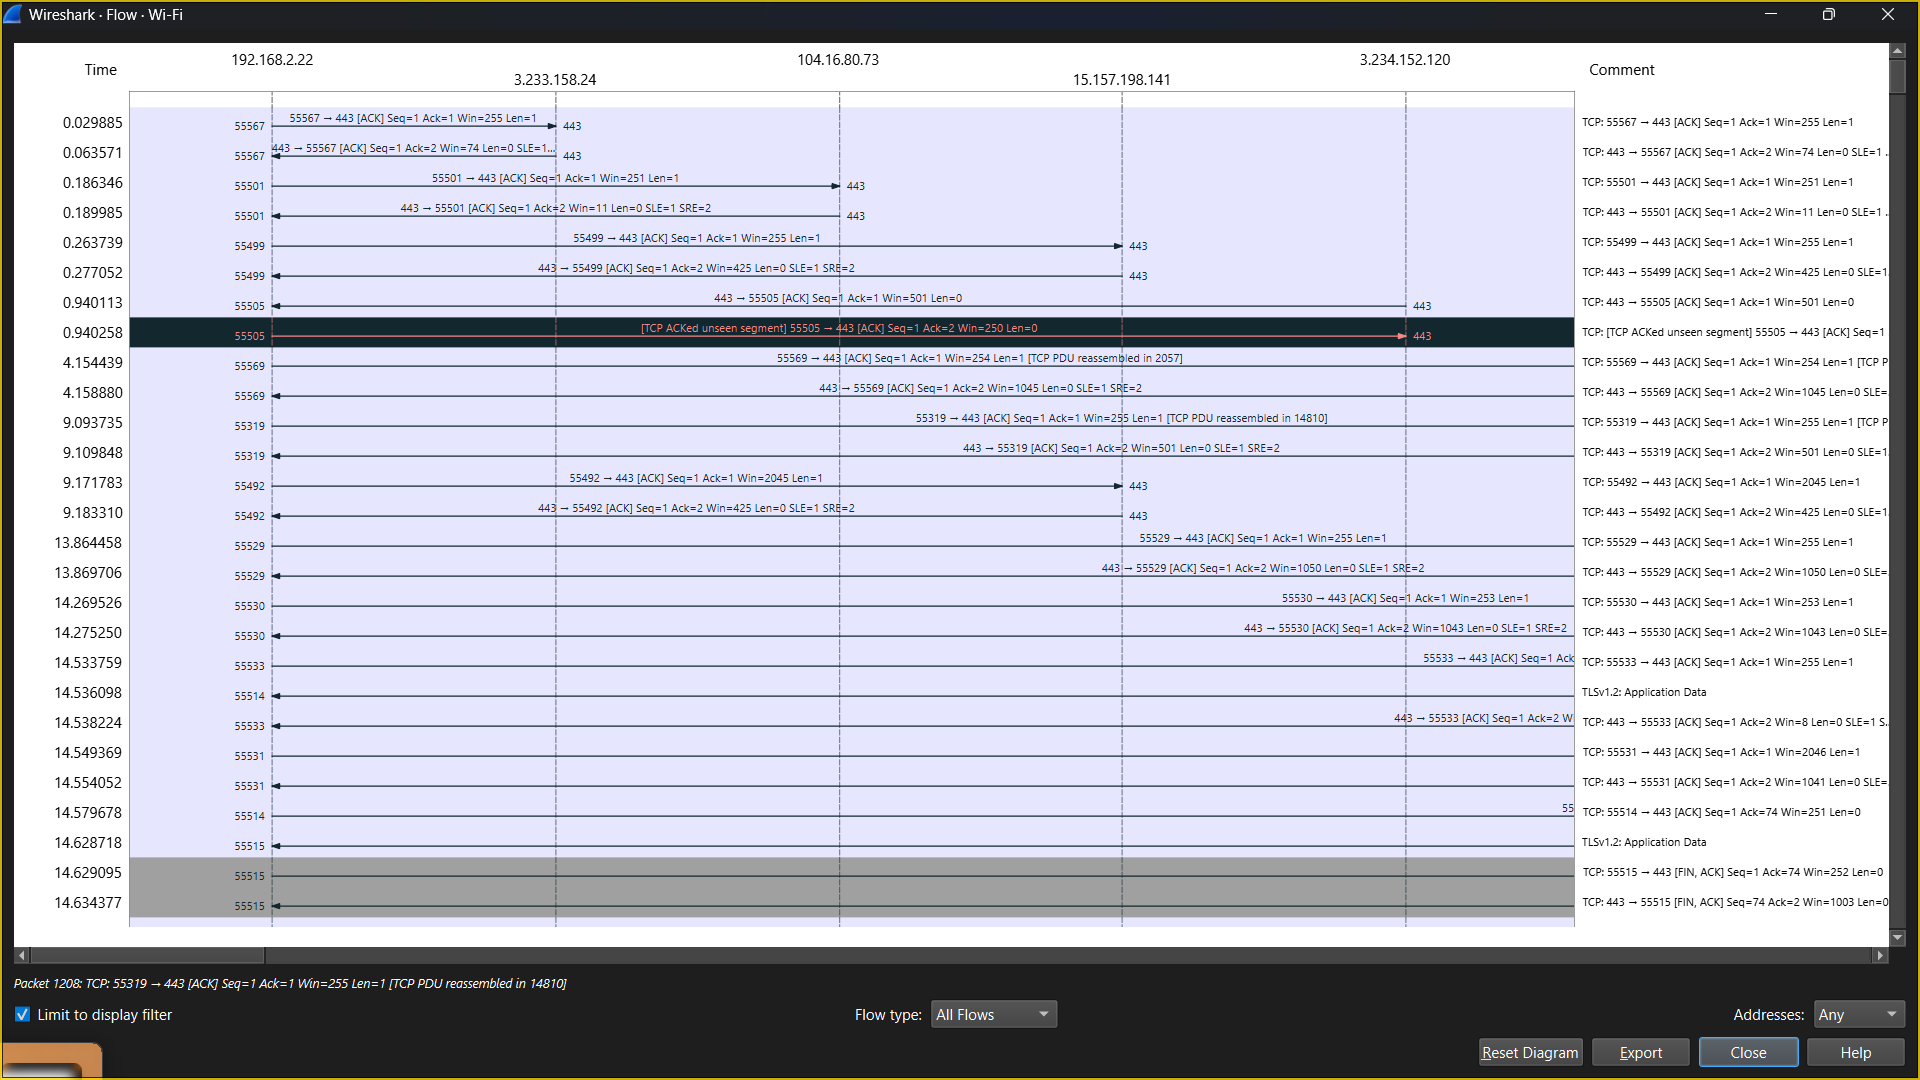 Wireshark · Flow · Wi-Fi
192.168.2.22 104.16.80.73 3.234.152.120
Time 3.233.158.24 15.157.198.141 Comment
0.029885 55567 55567 → 443 [ACK] Seq=1 Ack=1 Win=255 Len=1 443 TCP: 55567 → 443 [ACK] Seq=1 Ack=1 Win=255 Len=1
0.063571 55567 443 → 55567 [ACK] Seq=1 Ack=2 Win=74 Len=0 SLE=1... 443 TCP: 443 → 55567 [ACK] Seq=1 Ack=2 Win=74 Len=0 SLE=1 ..
0.186346 55501 55501 → 443 [ACK] Seq=1 Ack=1 Win=251 Len=1 443 TCP: 55501 → 443 [ACK] Seq=1 Ack=1 Win=251 Len=1
0.189985 55501 443 → 55501 [ACK] Seq=1 Ack=2 Win=11 Len=0 SLE=1 SRE=2 443 TCP: 443 → 55501 [ACK] Seq=1 Ack=2 Win=11 Len=0 SLE=1 ..
0.263739 55499 55499 → 443 [ACK] Seq=1 Ack=1 Win=255 Len=1 443 TCP: 55499 → 443 [ACK] Seq=1 Ack=1 Win=255 Len=1
0.277052 55499 443 → 55499 [ACK] Seq=1 Ack=2 Win=425 Len=0 SLE=1 SRE=2 443 TCP: 443 → 55499 [ACK] Seq=1 Ack=2 Win=425 Len=0 SLE=1
0.940113 55505 443 → 55505 [ACK] Seq=1 Ack=1 Win=501 Len=0 443 TCP: 443 → 55505 [ACK] Seq=1 Ack=1 Win=501 Len=0
0.940258 55505 [TCP ACKed unseen segment] 55505 → 443 [ACK] Seq=1 Ack=2 Win=250 Len=0 443 TCP: [TCP ACKed unseen segment] 55505 → 443 [ACK] Seq=1
4.154439 55569 55569 → 443 [ACK] Seq=1 Ack=1 Win=254 Len=1 [TCP PDU reassembled in 2057] TCP: 55569 → 443 [ACK] Seq=1 Ack=1 Win=254 Len=1 [TCP P
4.158880 55569 443 → 55569 [ACK] Seq=1 Ack=2 Win=1045 Len=0 SLE=1 SRE=2 TCP: 443 → 55569 [ACK] Seq=1 Ack=2 Win=1045 Len=0 SLE=
9.093735 55319 55319 → 443 [ACK] Seq=1 Ack=1 Win=255 Len=1 [TCP PDU reassembled in 14810] TCP: 55319 → 443 [ACK] Seq=1 Ack=1 Win=255 Len=1 [TCP P
9.109848 55319 443 → 55319 [ACK] Seq=1 Ack=2 Win=501 Len=0 SLE=1 SRE=2 TCP: 443 → 55319 [ACK] Seq=1 Ack=2 Win=501 Len=0 SLE=1
9.171783 55492 55492 → 443 [ACK] Seq=1 Ack=1 Win=2045 Len=1 443 TCP: 55492 → 443 [ACK] Seq=1 Ack=1 Win=2045 Len=1
9.183310 55492 443 → 55492 [ACK] Seq=1 Ack=2 Win=425 Len=0 SLE=1 SRE=2 443 TCP: 443 → 55492 [ACK] Seq=1 Ack=2 Win=425 Len=0 SLE=1
13.864458 55529 55529 → 443 [ACK] Seq=1 Ack=1 Win=255 Len=1 TCP: 55529 → 443 [ACK] Seq=1 Ack=1 Win=255 Len=1
13.869706 55529 443 → 55529 [ACK] Seq=1 Ack=2 Win=1050 Len=0 SLE=1 SRE=2 TCP: 443 → 55529 [ACK] Seq=1 Ack=2 Win=1050 Len=0 SLE=
14.269526 55530 55530 → 443 [ACK] Seq=1 Ack=1 Win=253 Len=1 TCP: 55530 → 443 [ACK] Seq=1 Ack=1 Win=253 Len=1
14.275250 55530 443 → 55530 [ACK] Seq=1 Ack=2 Win=1043 Len=0 SLE=1 SRE=2 TCP: 443 → 55530 [ACK] Seq=1 Ack=2 Win=1043 Len=0 SLE=
14.533759 55533 55533 → 443 [ACK] Seq=1 Ack TCP: 55533 → 443 [ACK] Seq=1 Ack=1 Win=255 Len=1
14.536098 55514 TLSv1.2: Application Data
14.538224 55533 443 → 55533 [ACK] Seq=1 Ack=2 W TCP: 443 → 55533 [ACK] Seq=1 Ack=2 Win=8 Len=0 SLE=1 S..
14.549369 55531 TCP: 55531 → 443 [ACK] Seq=1 Ack=1 Win=2046 Len=1
14.554052 55531 TCP: 443 → 55531 [ACK] Seq=1 Ack=2 Win=1041 Len=0 SLE=
14.579678 55514 55 TCP: 55514 → 443 [ACK] Seq=1 Ack=74 Win=251 Len=0
14.628718 55515 TLSv1.2: Application Data
14.629095 55515 TCP: 55515 → 443 [FIN, ACK] Seq=1 Ack=74 Win=252 Len=0
14.634377 55515 TCP: 443 → 55515 [FIN, ACK] Seq=74 Ack=2 Win=1003 Len=0
Packet 1208: TCP: 55319 → 443 [ACK] Seq=1 Ack=1 Win=255 Len=1 [TCP PDU reassembled in 14810]
Limit to display filter Flow type: All Flows Addresses: Any
Reset Diagram Export Close Help